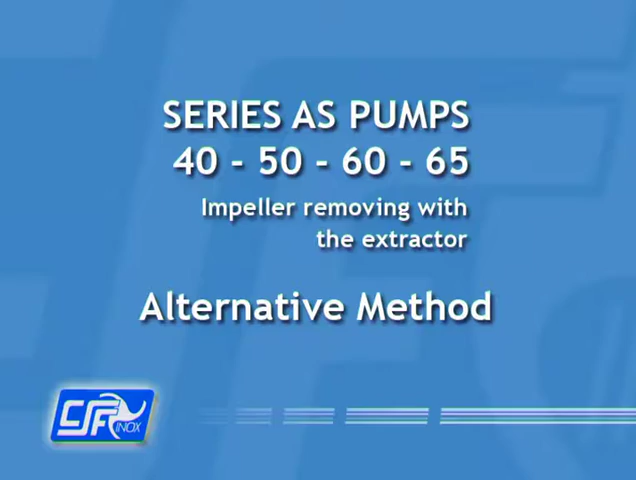 SERIES AS PUMPS
40 - 50 - 60 - 65
Impeller removing with
the extractor
Alternative Method
CSF
INOX